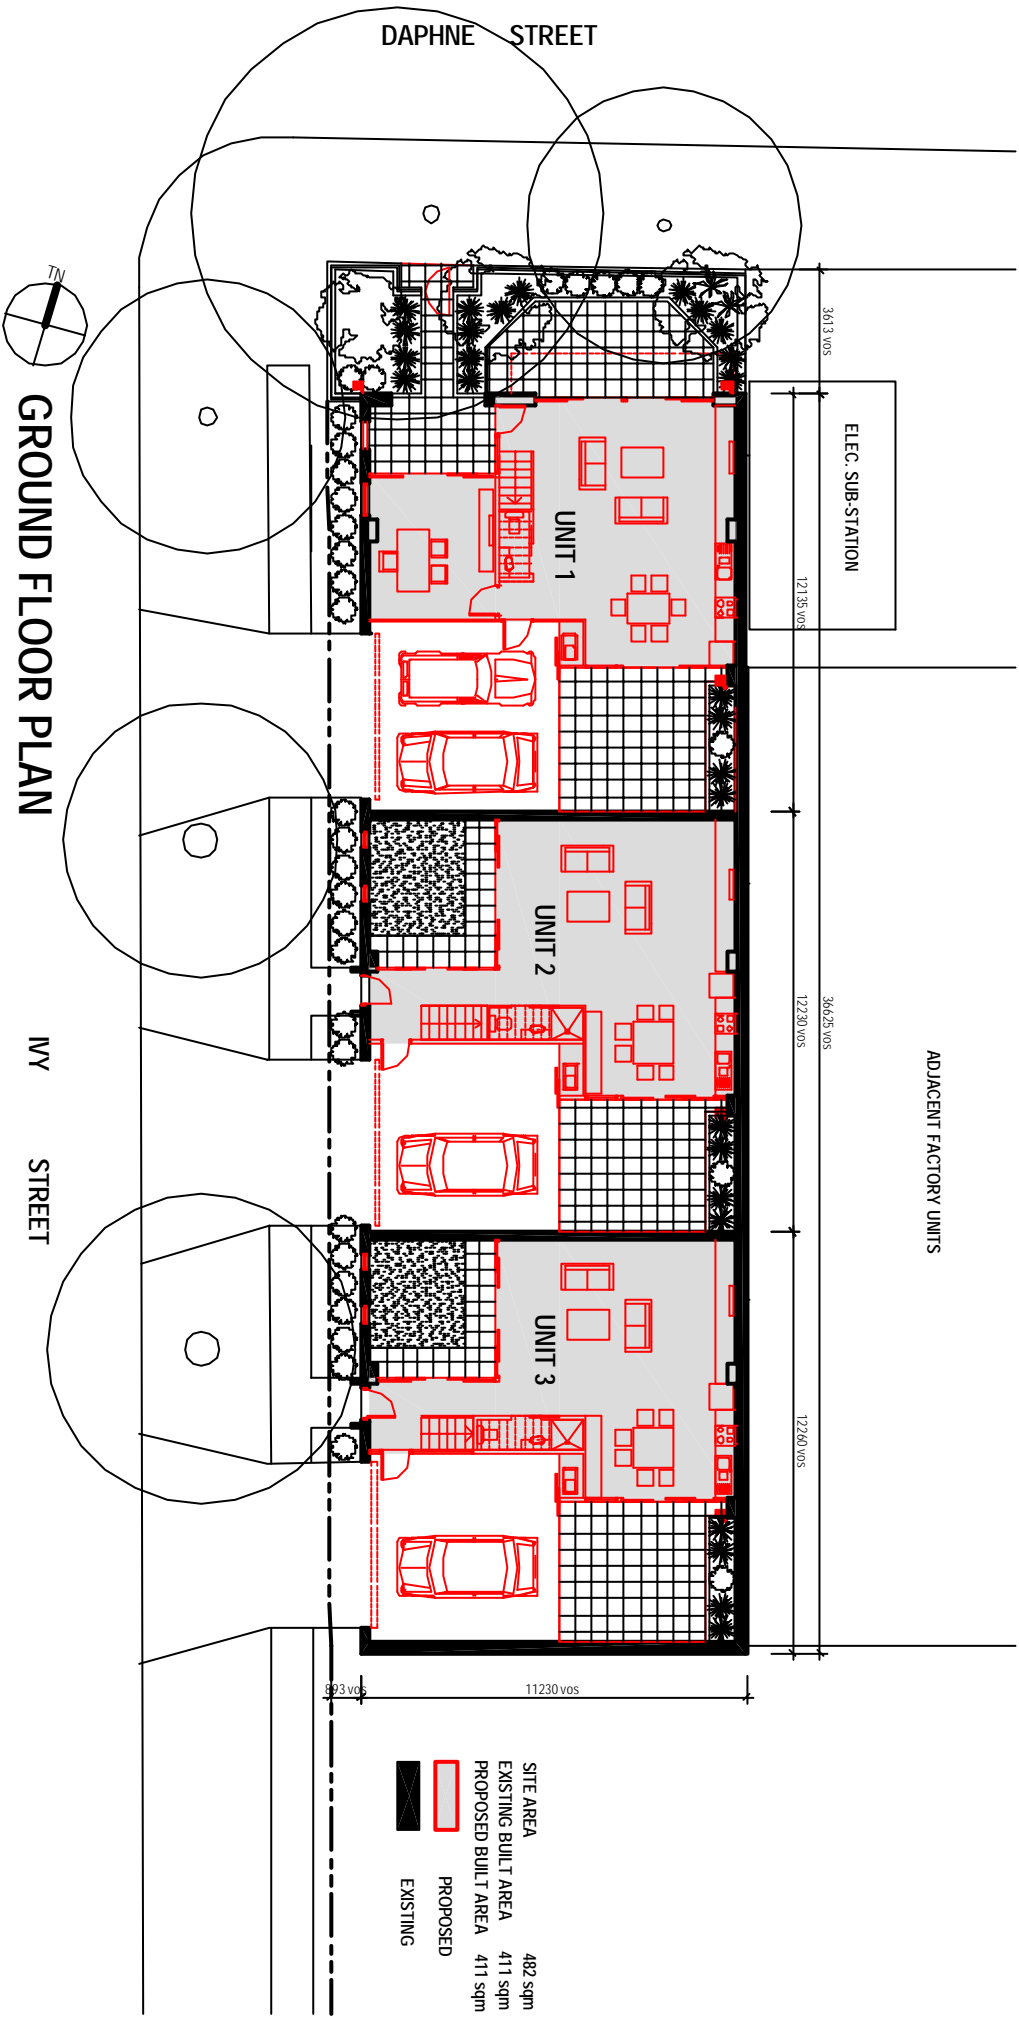 DAPHNE STREET
3613 vos
ELEC. SUB-STATION
12135 vos
36625 vos
12230 vos
12260 vos
ADJACENT FACTORY UNITS
UNIT 1
UNIT 2
UNIT 3
TN
GROUND FLOOR PLAN
IVY STREET
893 vos
11230 vos
SITE AREA 482 sqm
EXISTING BUILT AREA 411 sqm
PROPOSED BUILT AREA 411 sqm
PROPOSED
EXISTING